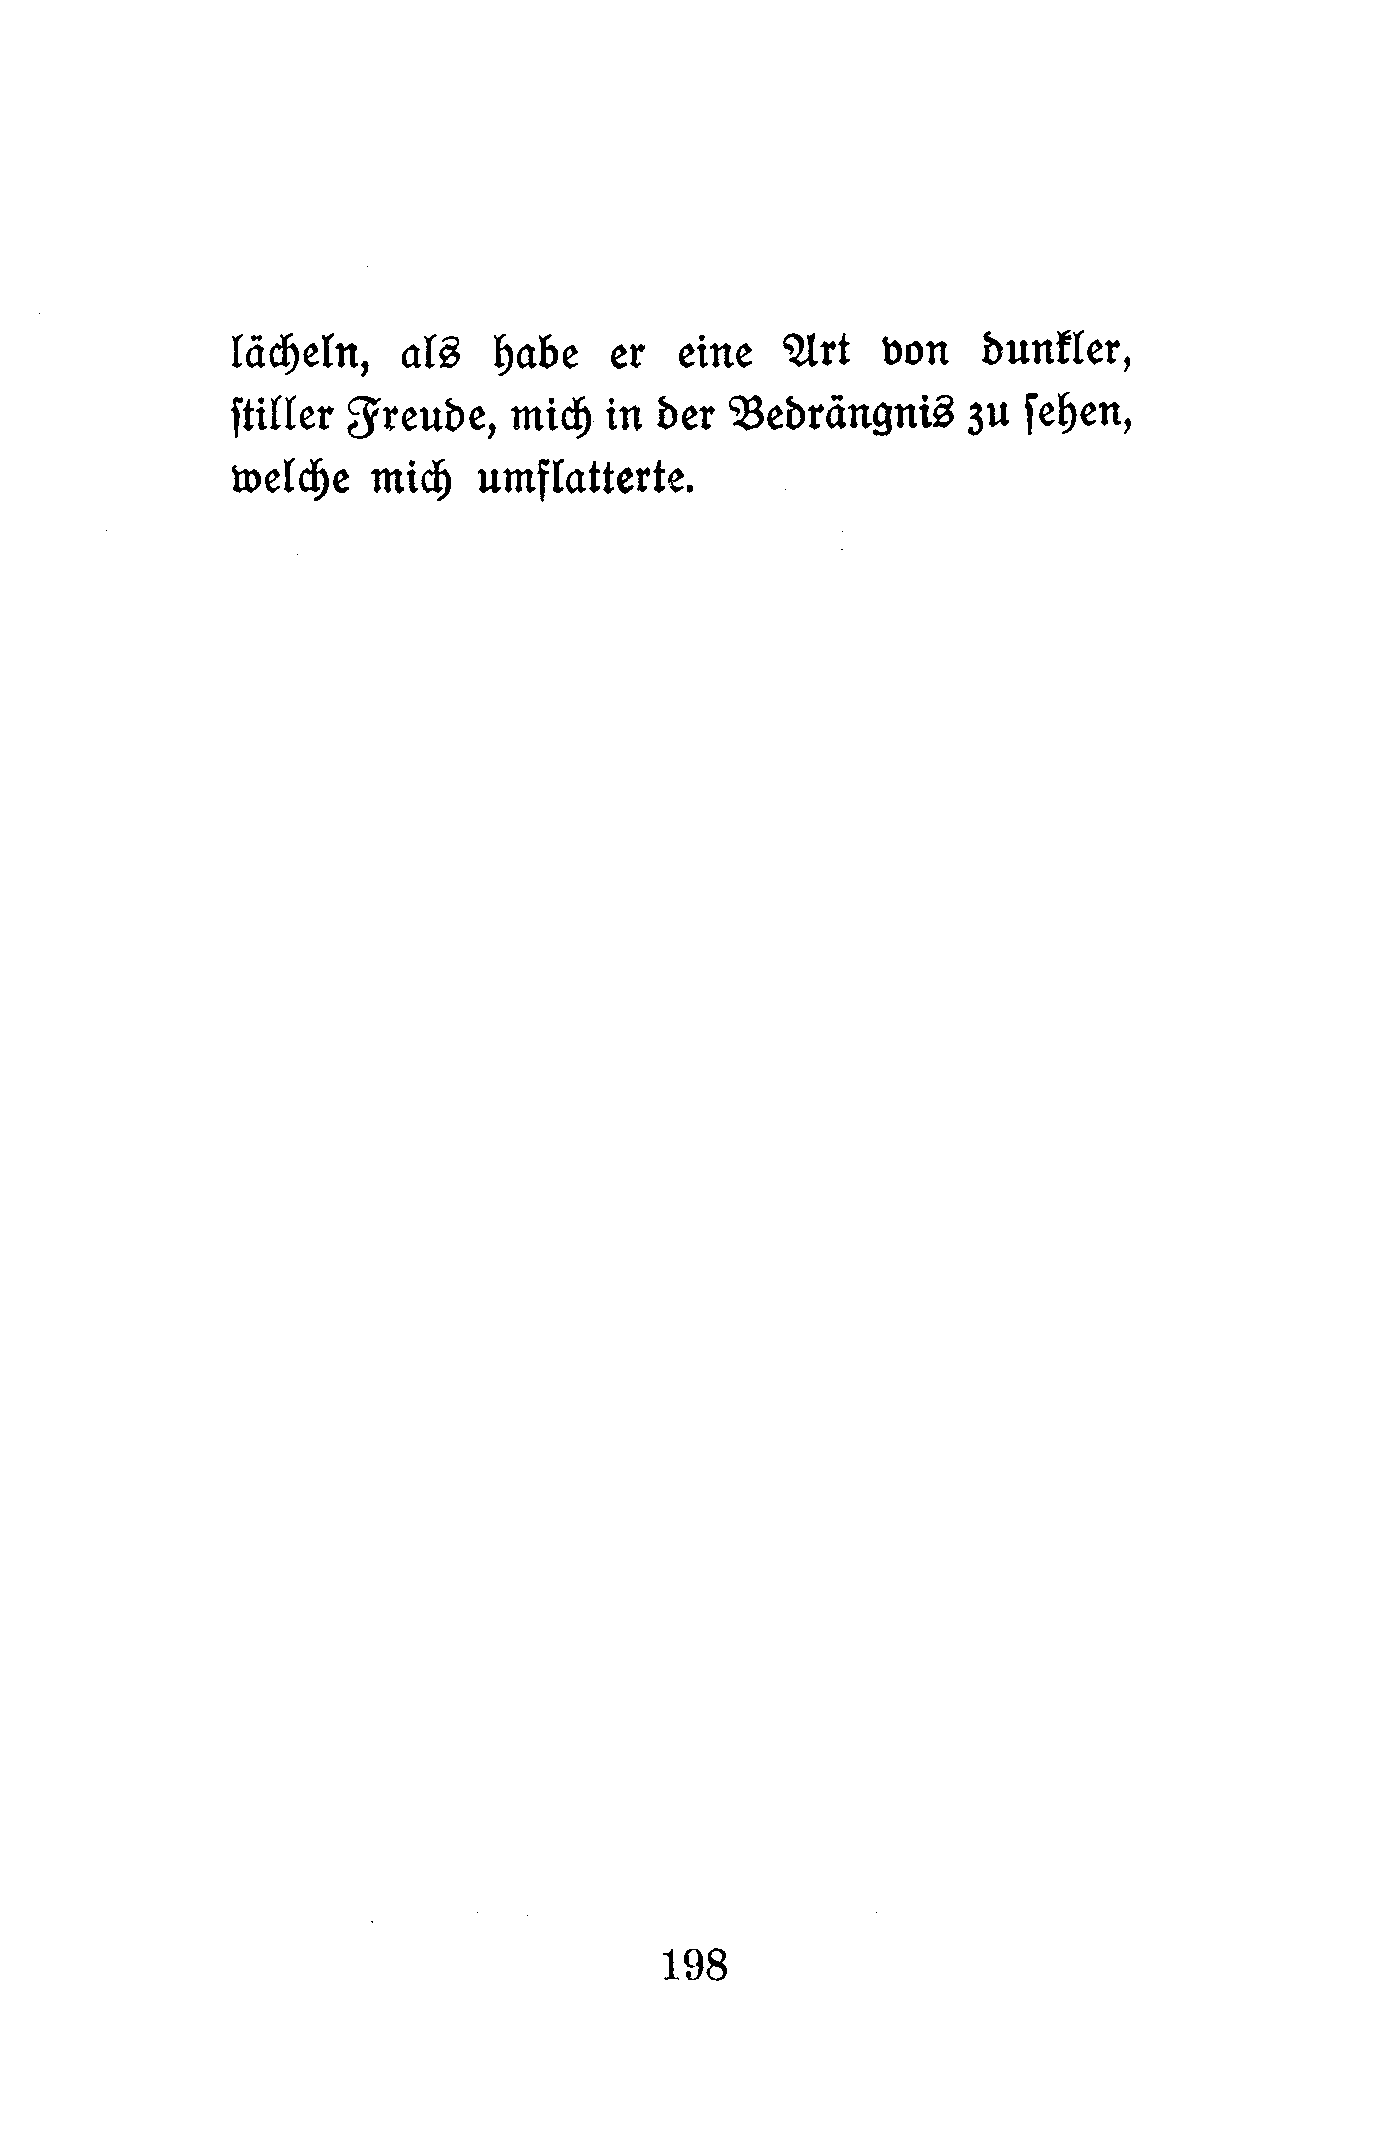 lächeln, als habe er eine Art von dunkler,
ſtiller Freude, mich in der Bedrängnis zu ſehen,
welche mich umflatterte.
198